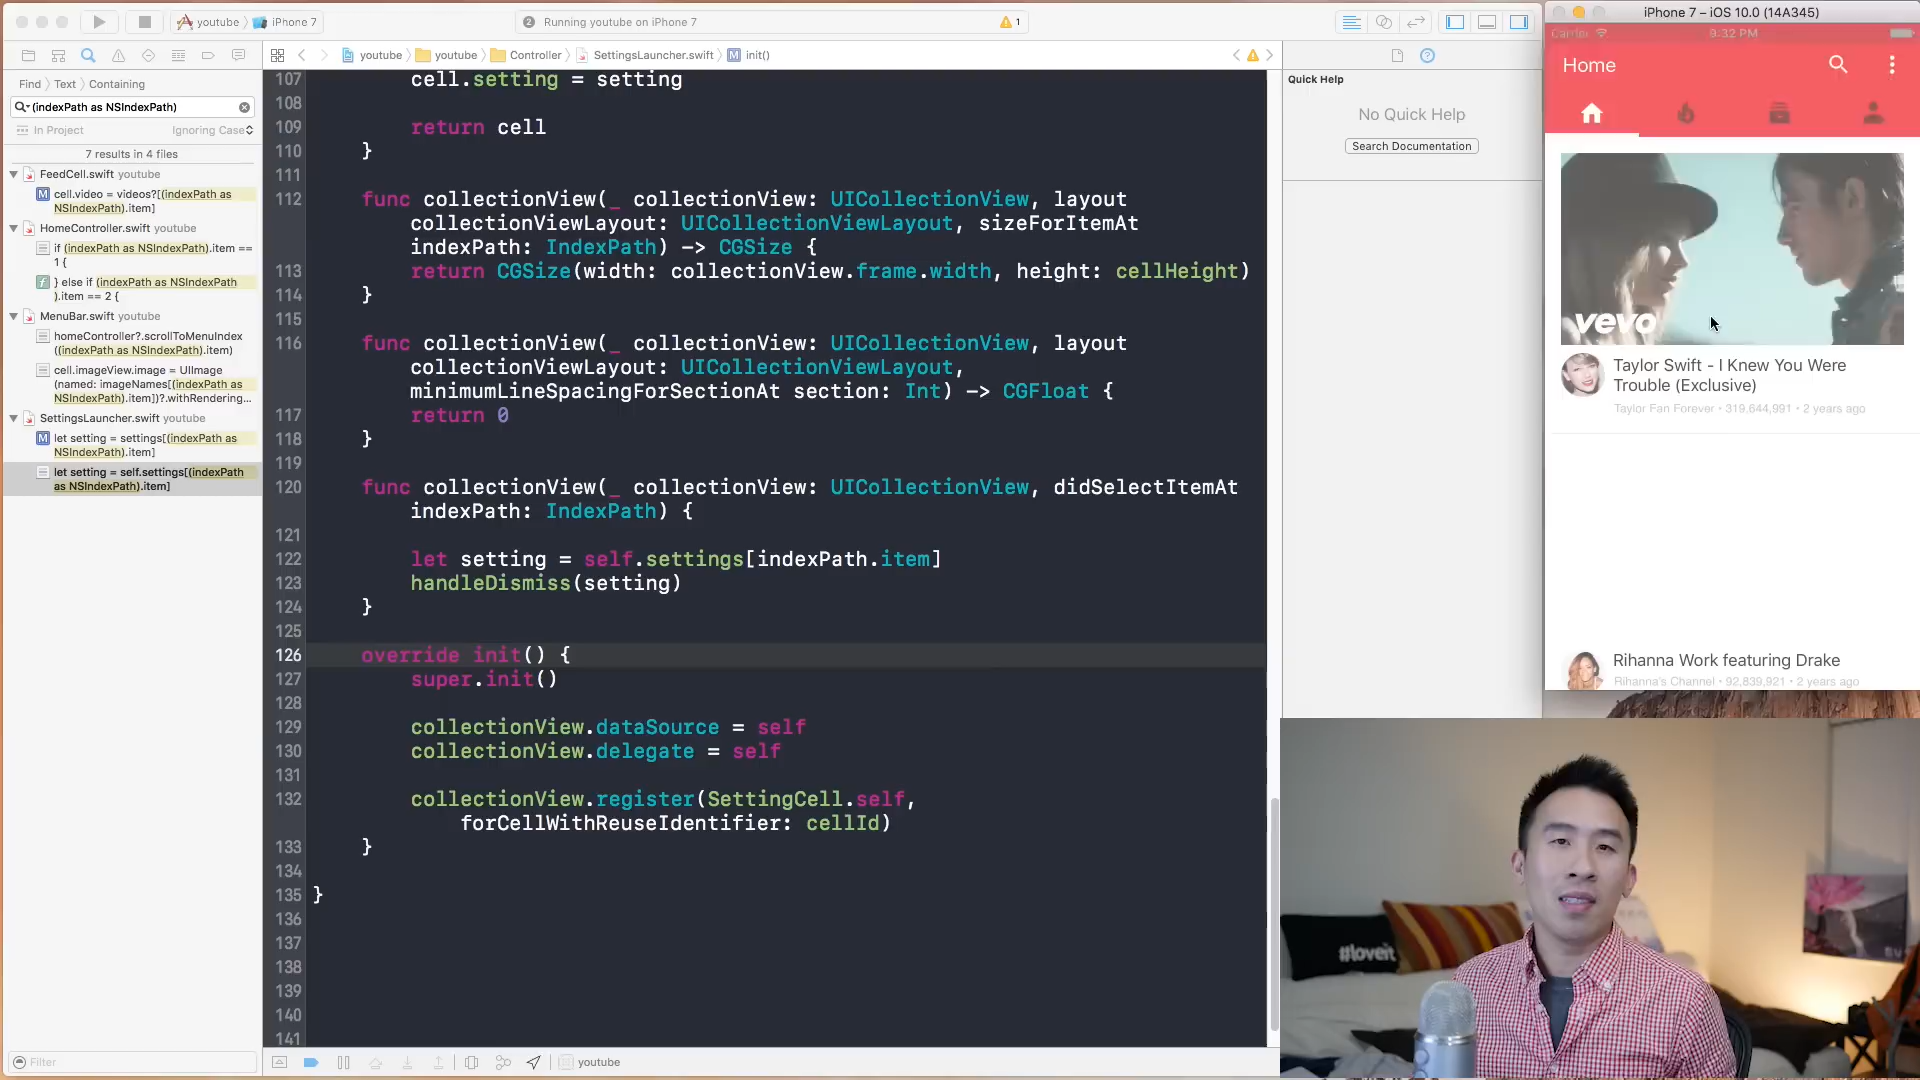 youtube
iPhone 7
Running youtube on iPhone 7
1
iPhone 7 – iOS 10.0 (14A345)
Carrier
9:32 PM
Home
Find
Text
Containing
(indexPath as NSIndexPath)
In Project
Ignoring Case
7 results in 4 files
FeedCell.swift youtube
cell.video = videos?[(indexPath as
NSIndexPath).item]
HomeController.swift youtube
if (indexPath as NSIndexPath).item ==
1 {
} else if (indexPath as NSIndexPath
).item == 2 {
MenuBar.swift youtube
homeController?.scrollToMenuIndex
((indexPath as NSIndexPath).item)
cell.imageView.image = UIImage
(named: imageNames[(indexPath as
NSIndexPath).item])?.withRendering...
SettingsLauncher.swift youtube
let setting = settings[(indexPath as
NSIndexPath).item]
let setting = self.settings[(indexPath
as NSIndexPath).item]
Filter
youtube
youtube
Controller
SettingsLauncher.swift
M init()
107 cell.setting = setting
108
109 return cell
110 }
111
112 func collectionView(_ collectionView: UICollectionView, layout
collectionViewLayout: UICollectionViewLayout, sizeForItemAt
indexPath: IndexPath) -> CGSize {
113 return CGSize(width: collectionView.frame.width, height: cellHeight)
114 }
115
116 func collectionView(_ collectionView: UICollectionView, layout
collectionViewLayout: UICollectionViewLayout,
minimumLineSpacingForSectionAt section: Int) -> CGFloat {
117 return 0
118 }
119
120 func collectionView(_ collectionView: UICollectionView, didSelectItemAt
indexPath: IndexPath) {
121
122 let setting = self.settings[indexPath.item]
123 handleDismiss(setting)
124 }
125
126 override init() {
127 super.init()
128
129 collectionView.dataSource = self
130 collectionView.delegate = self
131
132 collectionView.register(SettingCell.self,
forCellWithReuseIdentifier: cellId)
133 }
134
135 }
136
137
138
139
140
141
youtube
Quick Help
No Quick Help
Search Documentation
vevo
Taylor Swift - I Knew You Were
Trouble (Exclusive)
Taylor Fan Forever • 319,644,991 • 2 years ago
Rihanna Work featuring Drake
Rihanna's Channel • 92,839,921 • 2 years ago
#loveit